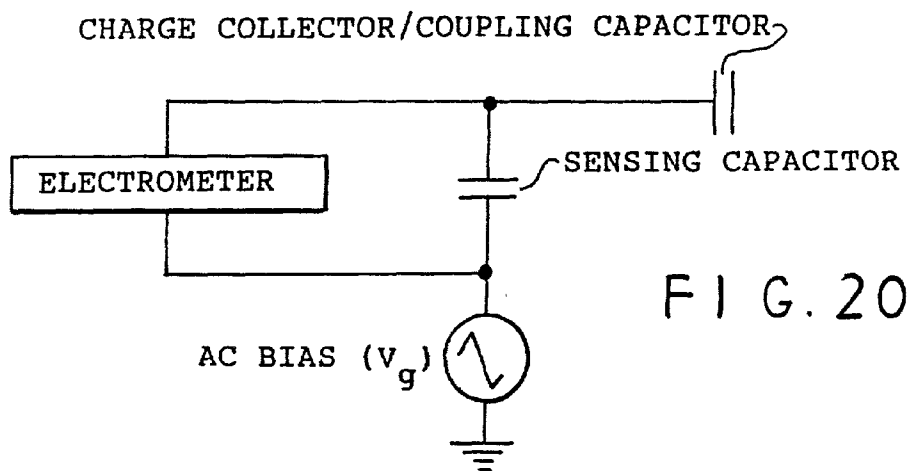 CHARGE COLLECTOR/COUPLING CAPACITOR
ELECTROMETER
SENSING CAPACITOR
FIG.20
AC BIAS (Vg)